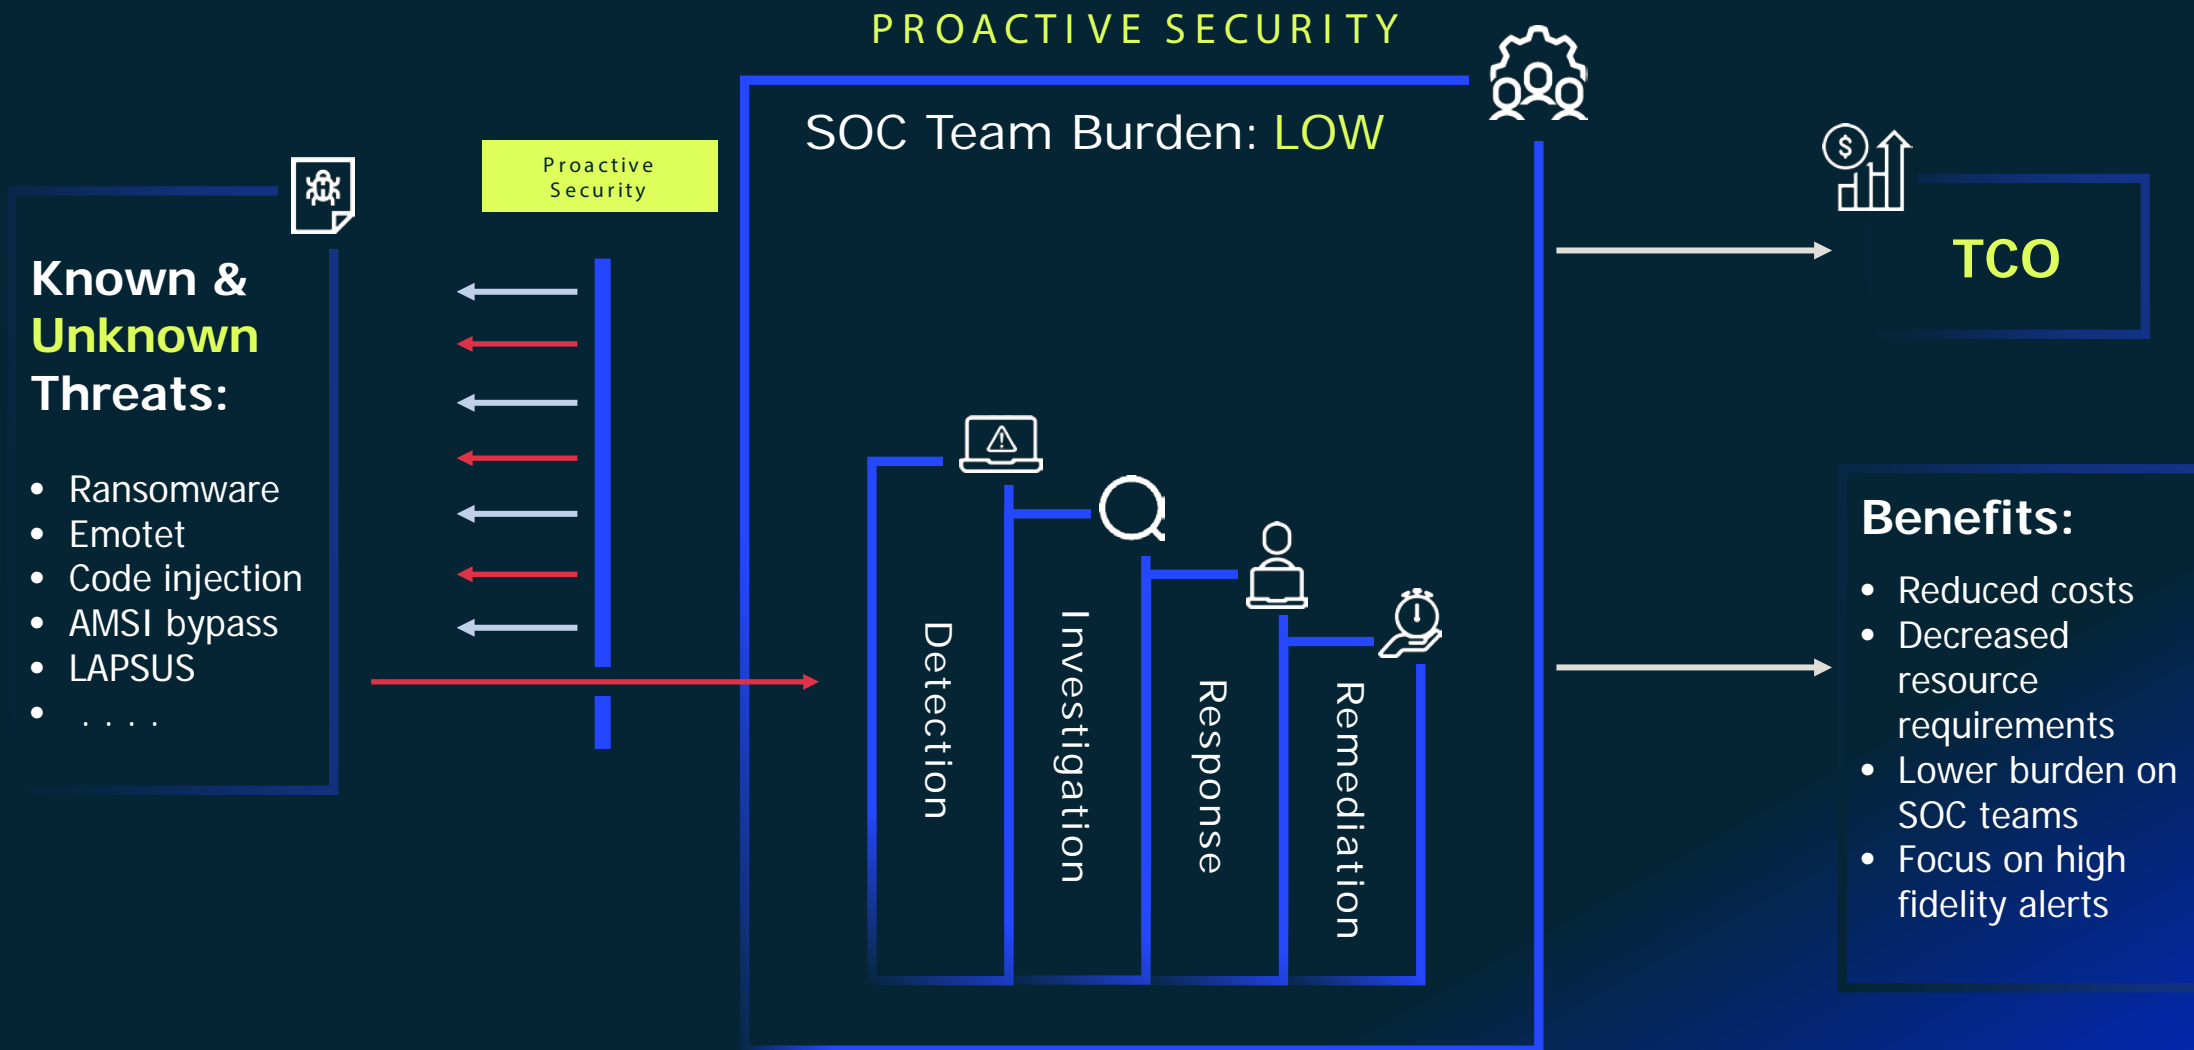 PROACTIVE SECURITY
SOC Team Burden: LOW
Proactive
Security
Known &
Unknown
Threats:
• Ransomware
• Emotet
• Code injection
• AMSI bypass
• LAPSUS
• . . . .
Detection
Investigation
Response
Remediation
$
TCO
Benefits:
• Reduced costs
• Decreased
resource
requirements
• Lower burden on
SOC teams
• Focus on high
fidelity alerts